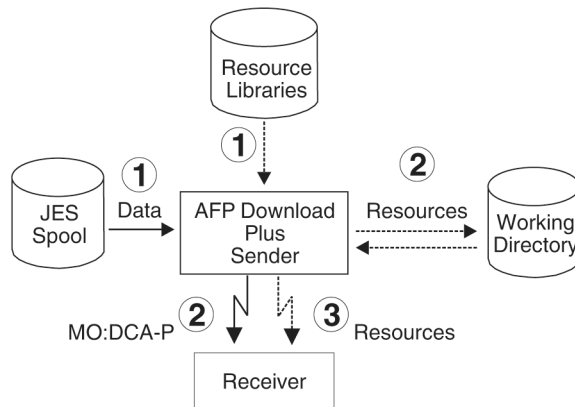 Resource
Libraries
1
1
2
JES
Spool
Data
AFP Download
Plus
Sender
Resources
Working
Directory
MO:DCA-P
2
3
Resources
Receiver